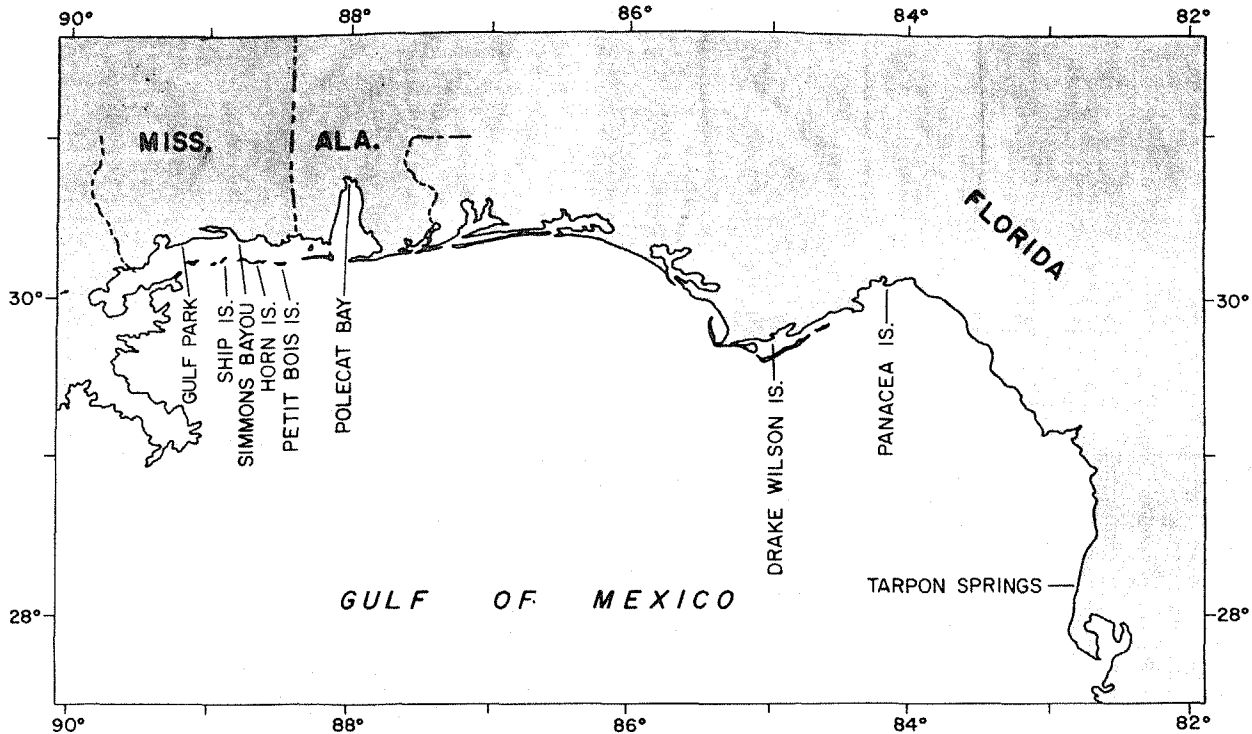 90°
88°
86°
84°
82°
MISS.
ALA.
FLORIDA
30°
30°
GULF PARK
SHIP IS.
SIMMONS BAYOU
HORN IS.
PETIT BOIS IS.
POLECAT BAY
DRAKE WILSON IS.
PANACEA IS.
TARPON SPRINGS
GULF OF MEXICO
28°
28°
90°
88°
86°
84°
82°